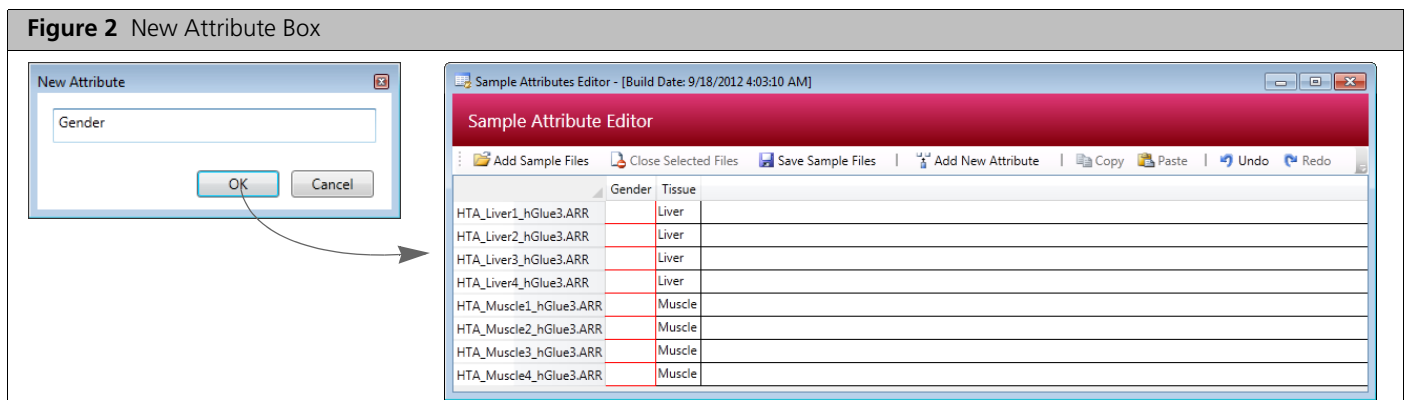 Figure 2 New Attribute Box
New Attribute
Gender
OK Cancel
Sample Attributes Editor - [Build Date: 9/18/2012 4:03:10 AM]
Sample Attribute Editor
Add Sample Files Close Selected Files Save Sample Files | Add New Attribute | Copy Paste | Undo Redo
Gender Tissue
HTA_Liver1_hGlue3.ARR Liver
HTA_Liver2_hGlue3.ARR Liver
HTA_Liver3_hGlue3.ARR Liver
HTA_Liver4_hGlue3.ARR Liver
HTA_Muscle1_hGlue3.ARR Muscle
HTA_Muscle2_hGlue3.ARR Muscle
HTA_Muscle3_hGlue3.ARR Muscle
HTA_Muscle4_hGlue3.ARR Muscle